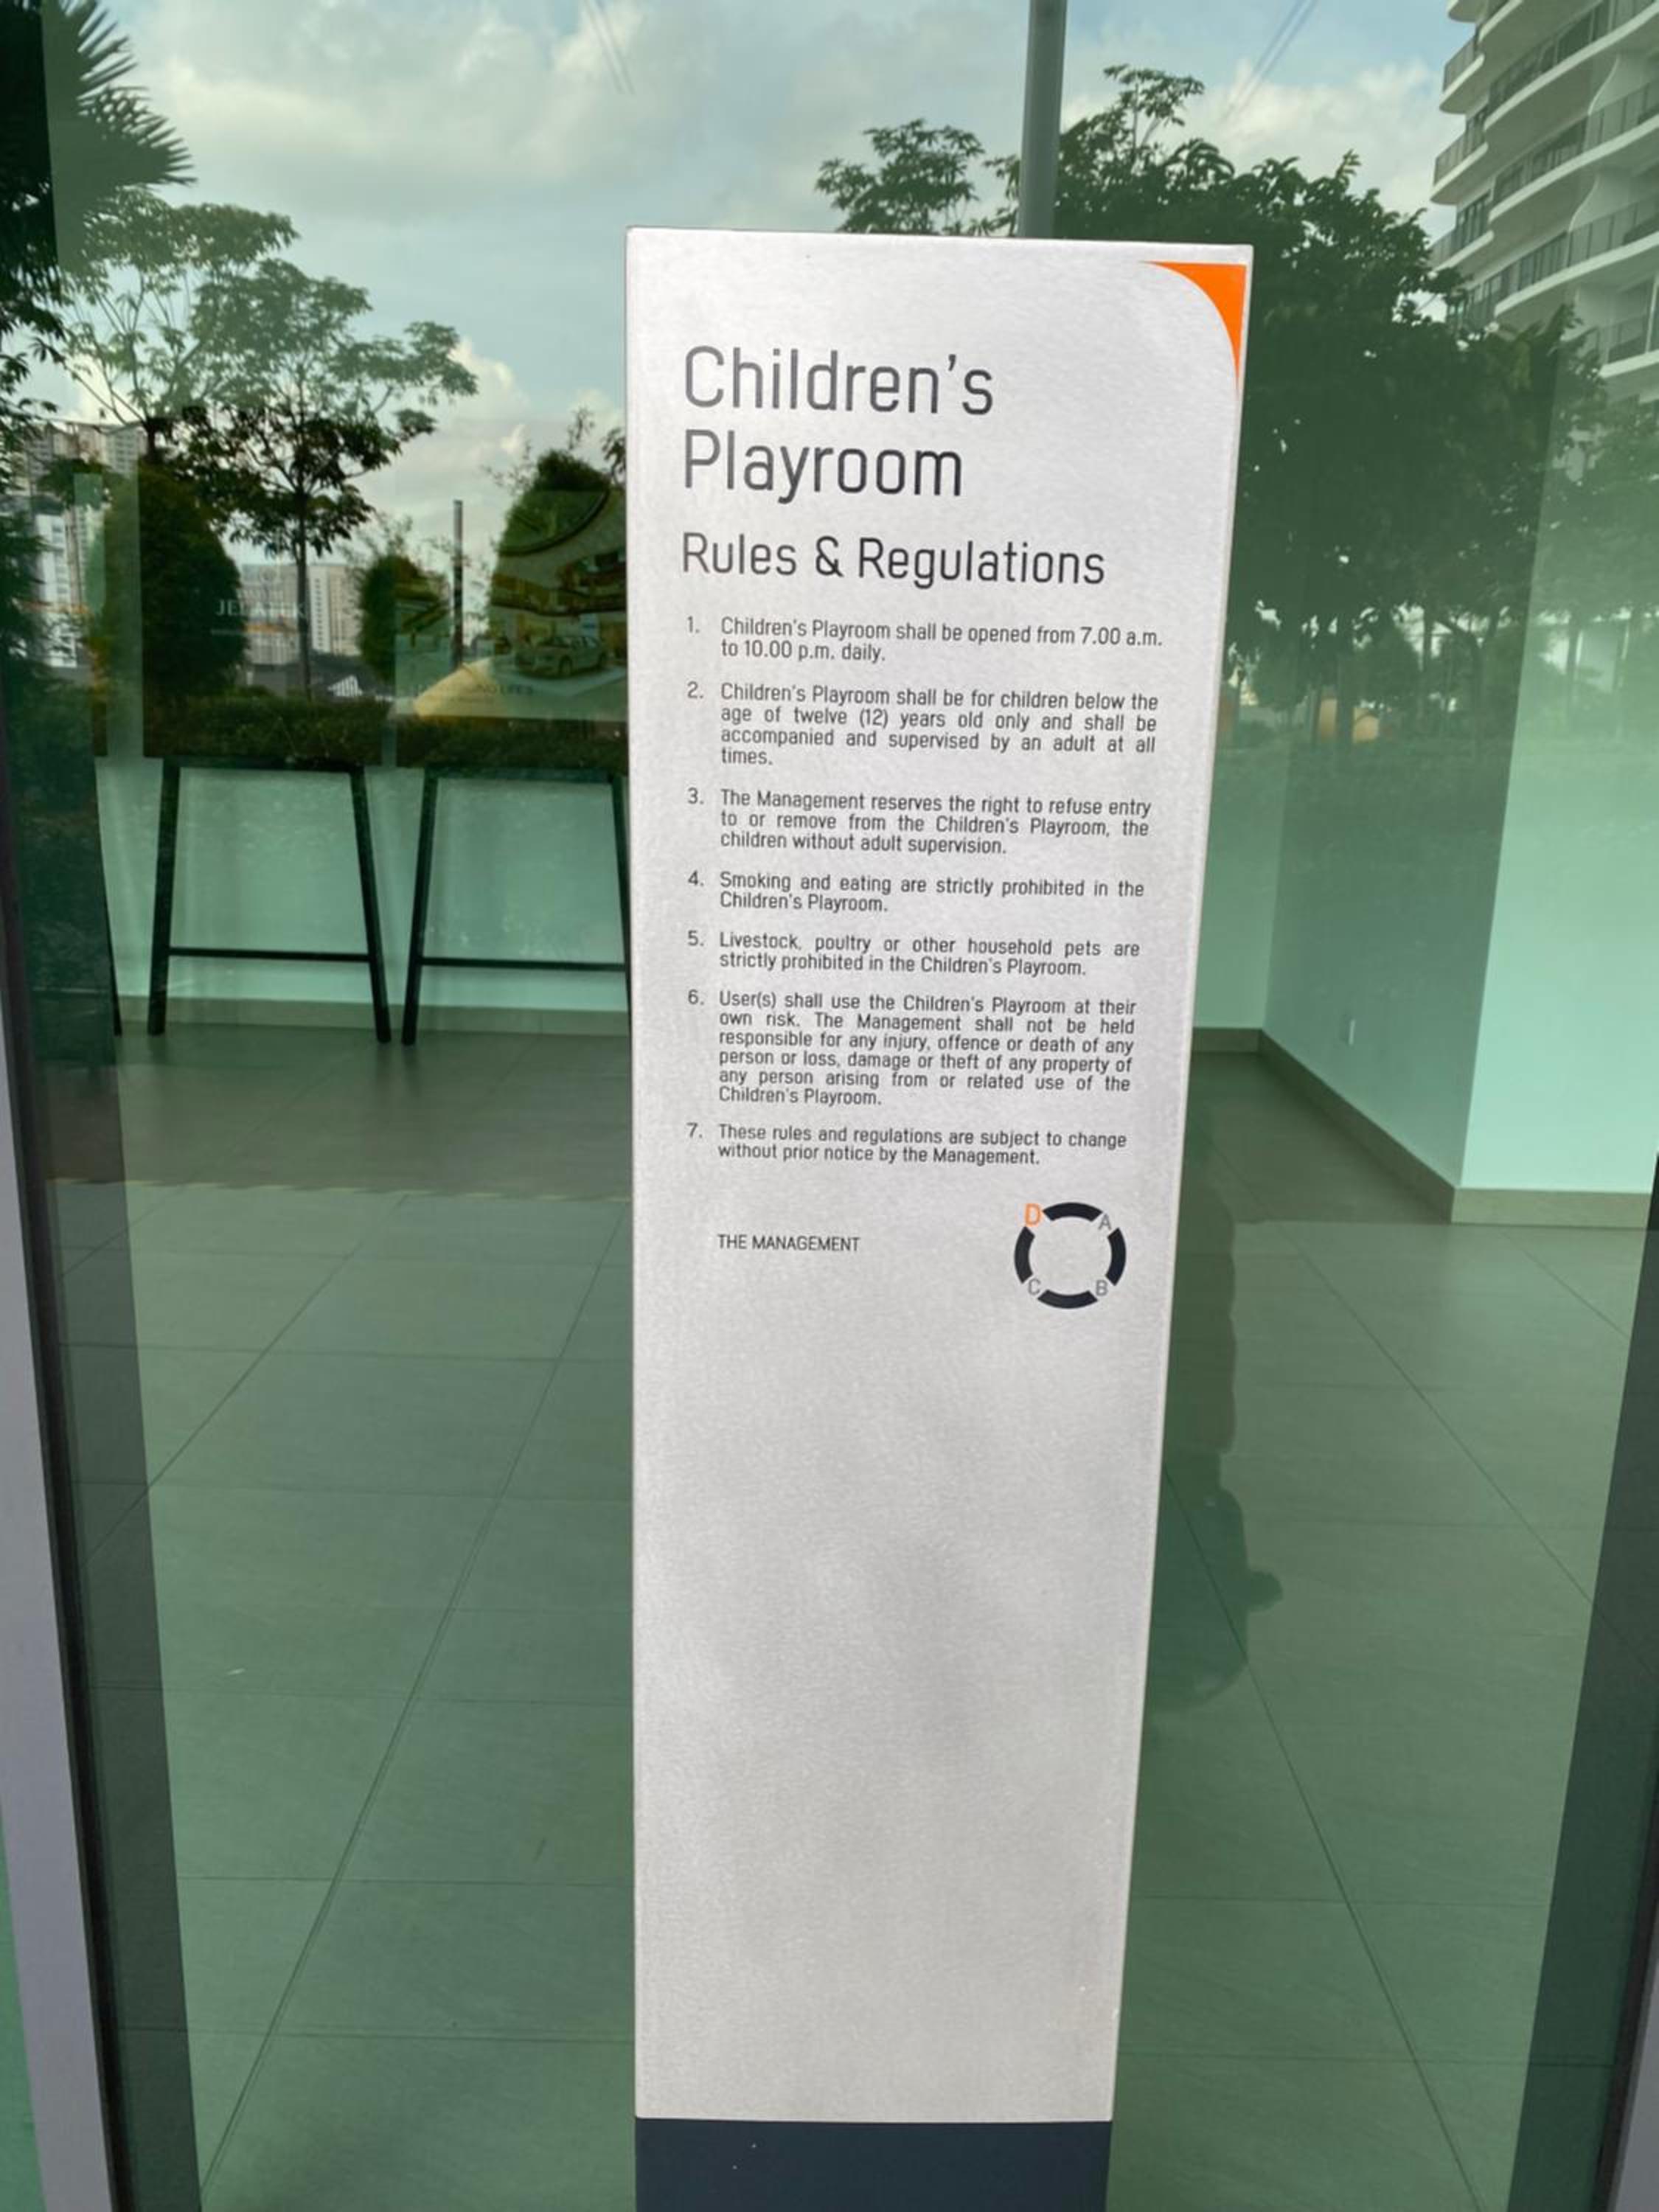 Children's
Playroom
Rules & Regulations
1. Children's Playroom shall be opened from 7.00 a.m.
to 10.00 p.m. daily.
2. Children's Playroom shall be for children below the
age of twelve (12) years old only and shall be
accompanied and supervised by an adult at all
times.
3. The Management reserves the right to refuse entry
to or remove from the Children's Playroom, the
children without adult supervision.
4. Smoking and eating are strictly prohibited in the
Children's Playroom.
5. Livestock, poultry or other household pets are
strictly prohibited in the Children's Playroom.
6. User(s) shall use the Children's Playroom at their
own risk. The Management shall not be held
responsible for any injury, offence or death of any
person or loss, damage or theft of any property of
any person arising from or related use of the
Children's Playroom.
7. These rules and regulations are subject to change
without prior notice by the Management.
THE MANAGEMENT
D A
C B
JELATEK